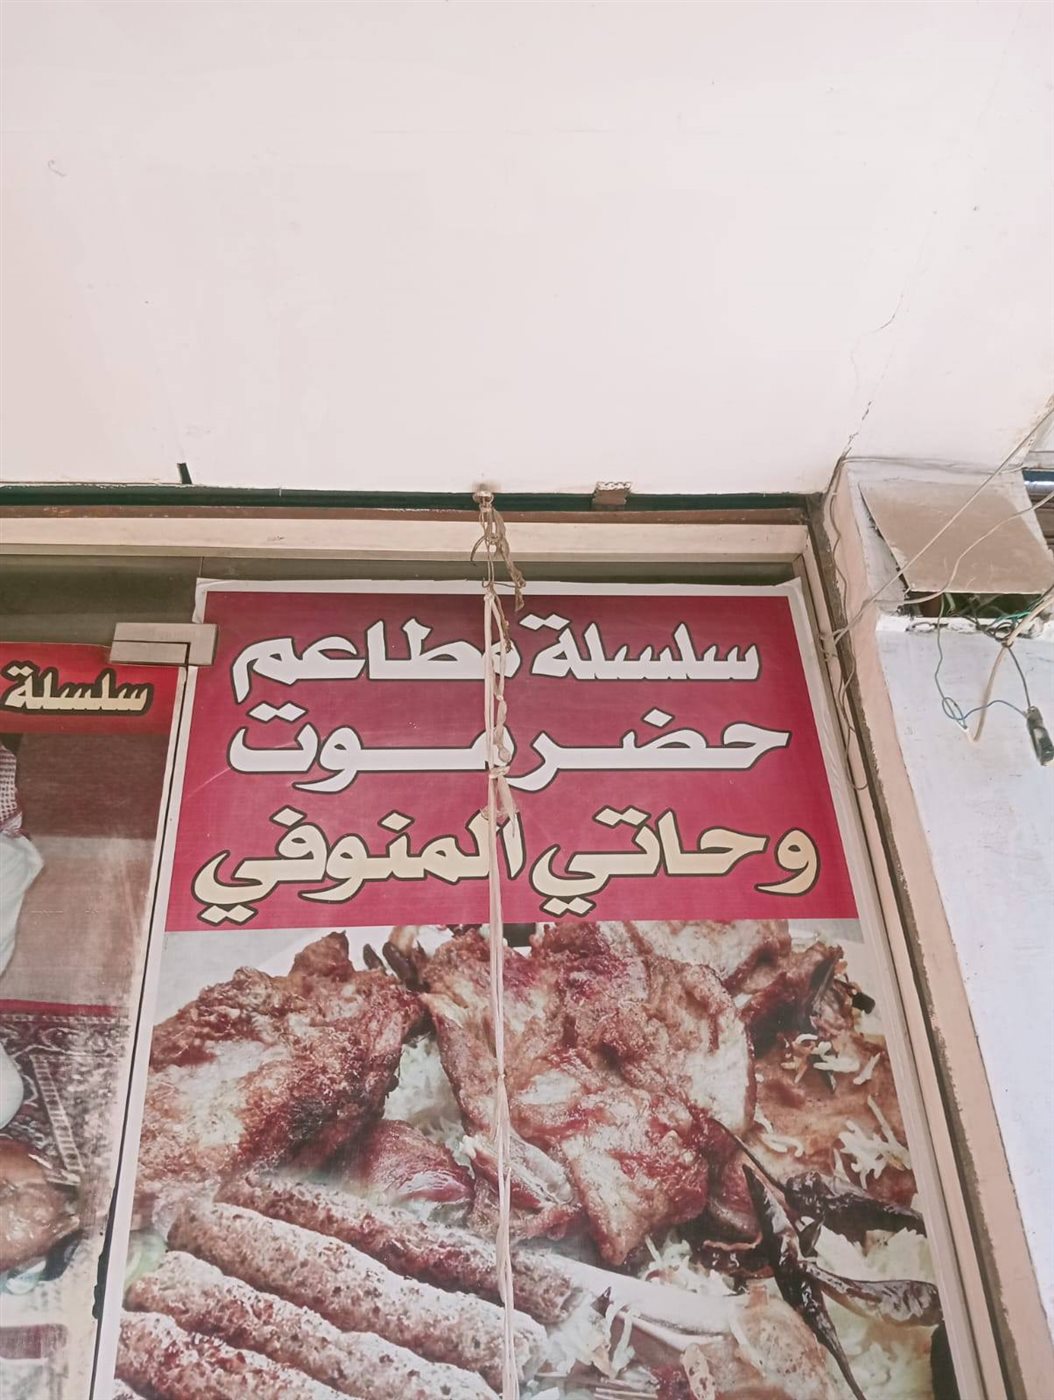 سلسلة مطاعم
حضرموت
وحاتي المنوفي
سلسلة